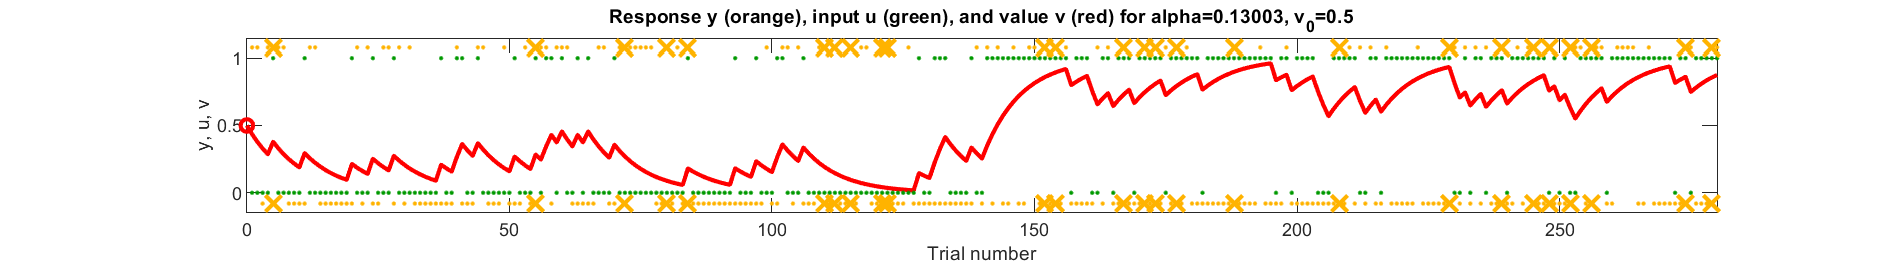 Response y (orange), input u (green), and value v (red) for alpha=0.13003, v0=0.5
1
0.5
0
y, u, v
0 50 100 150 200 250
Trial number